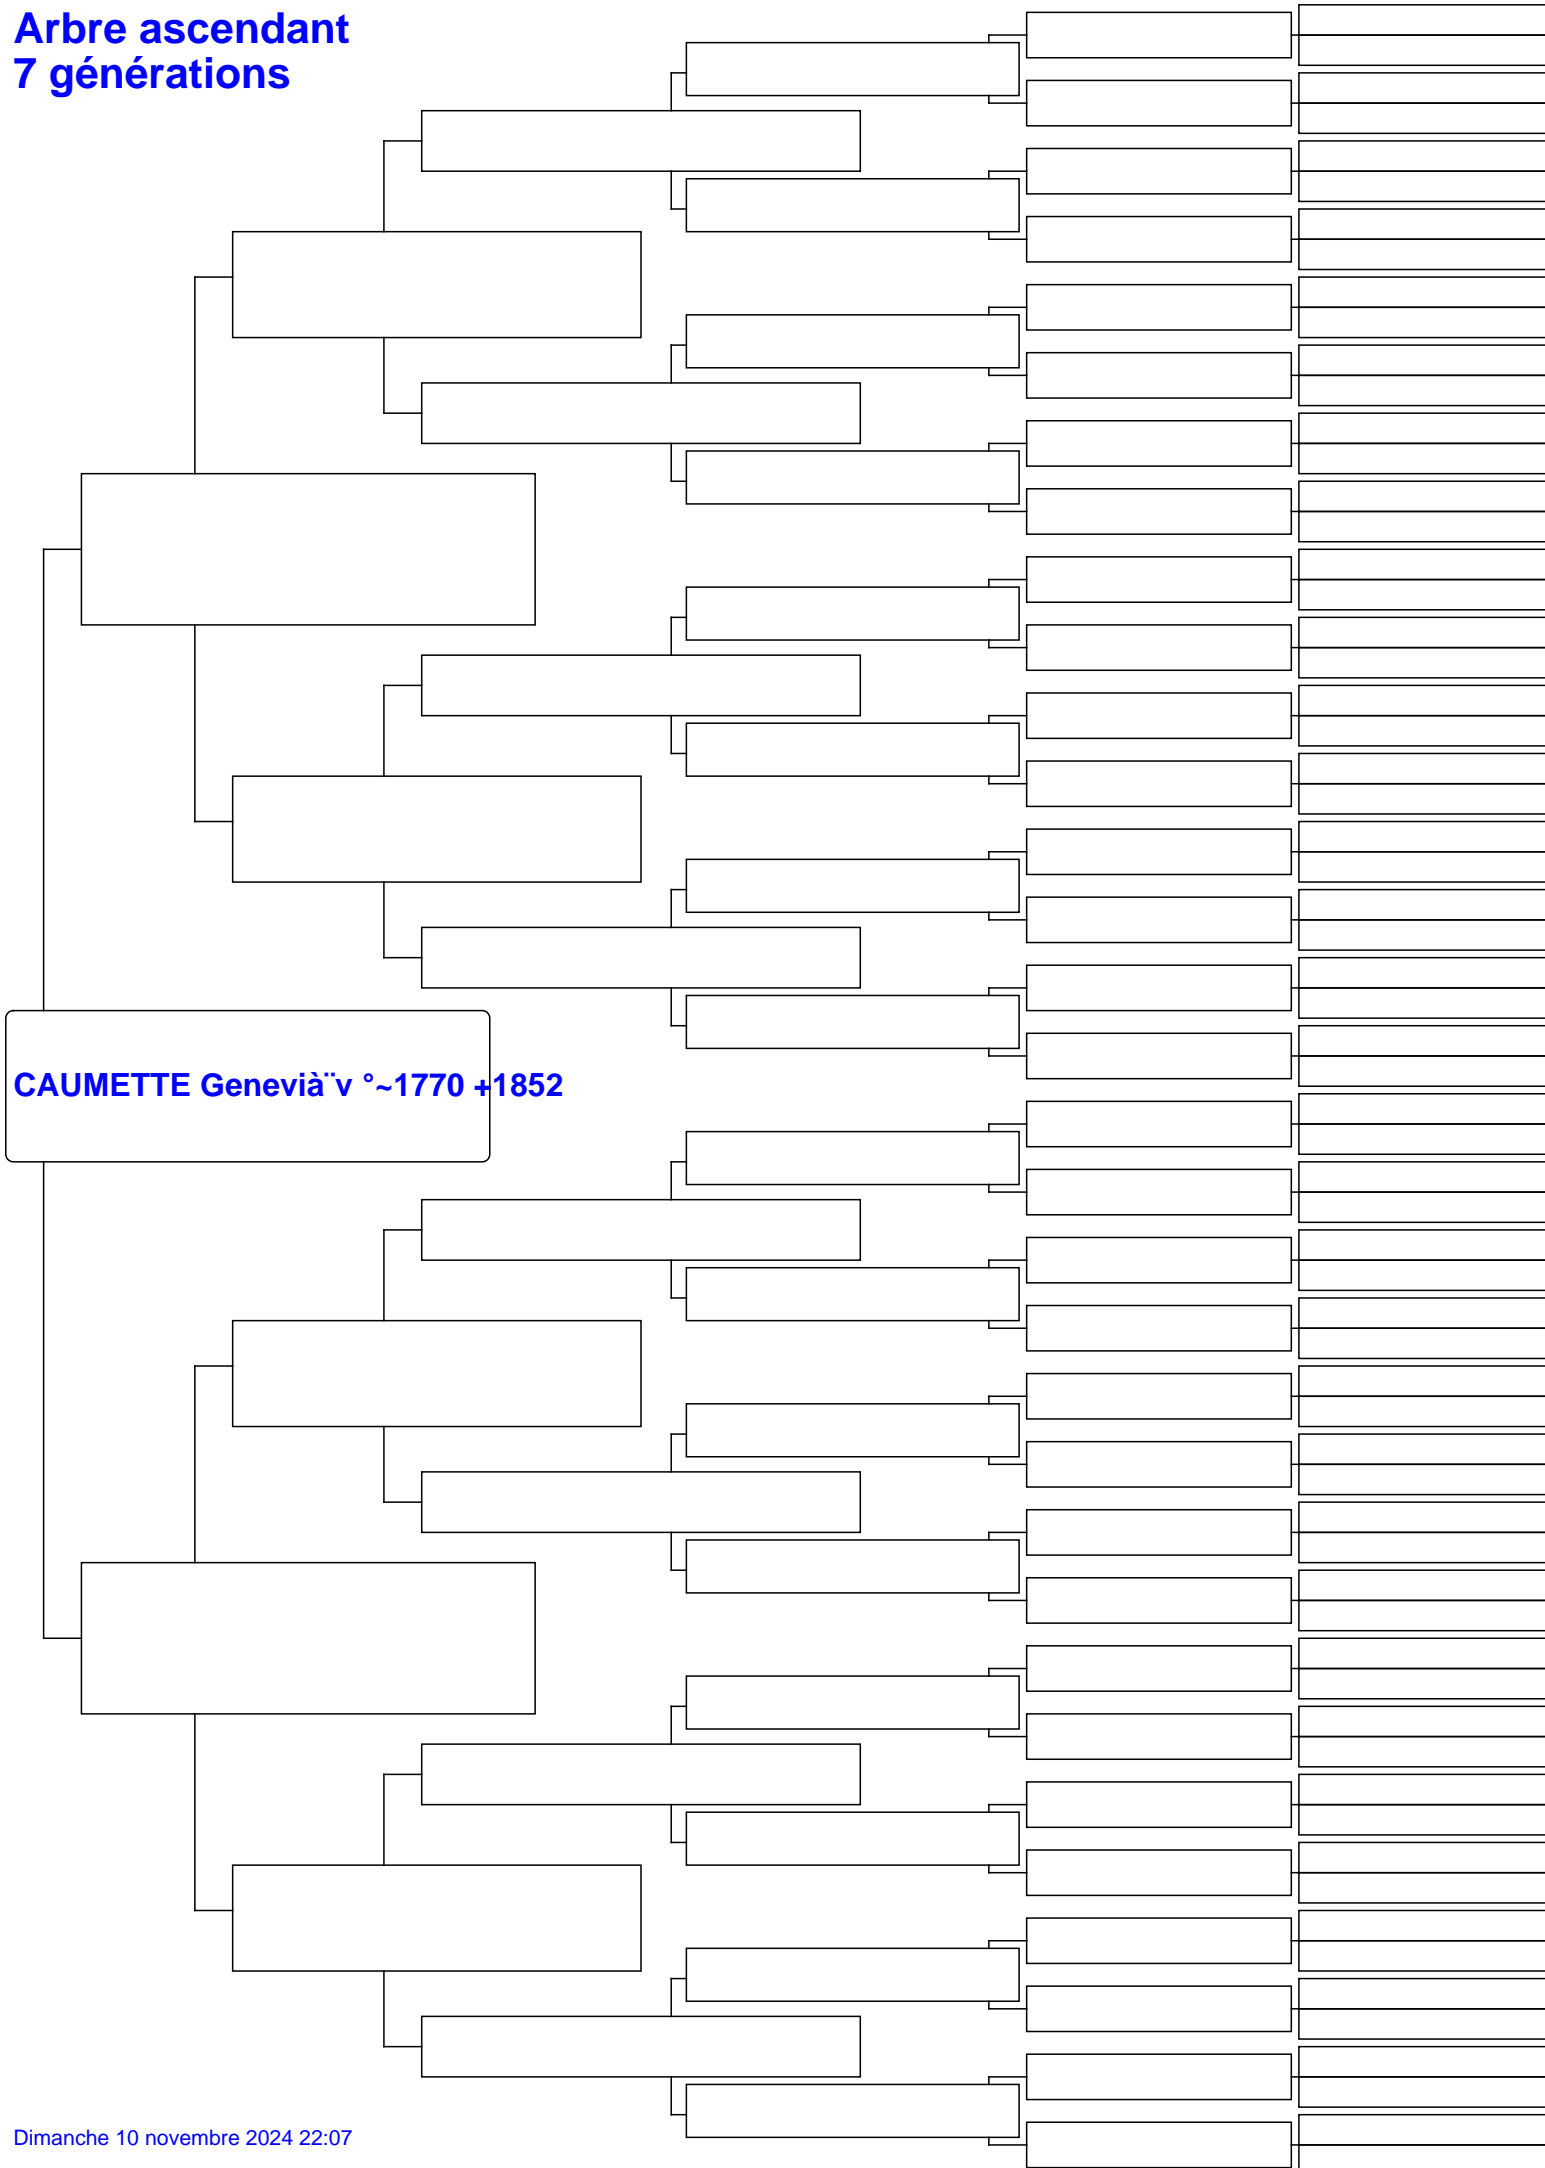 Arbre ascendant
7 générations
CAUMETTE Genevià¨v °~1770 +1852
Dimanche 10 novembre 2024 22:07